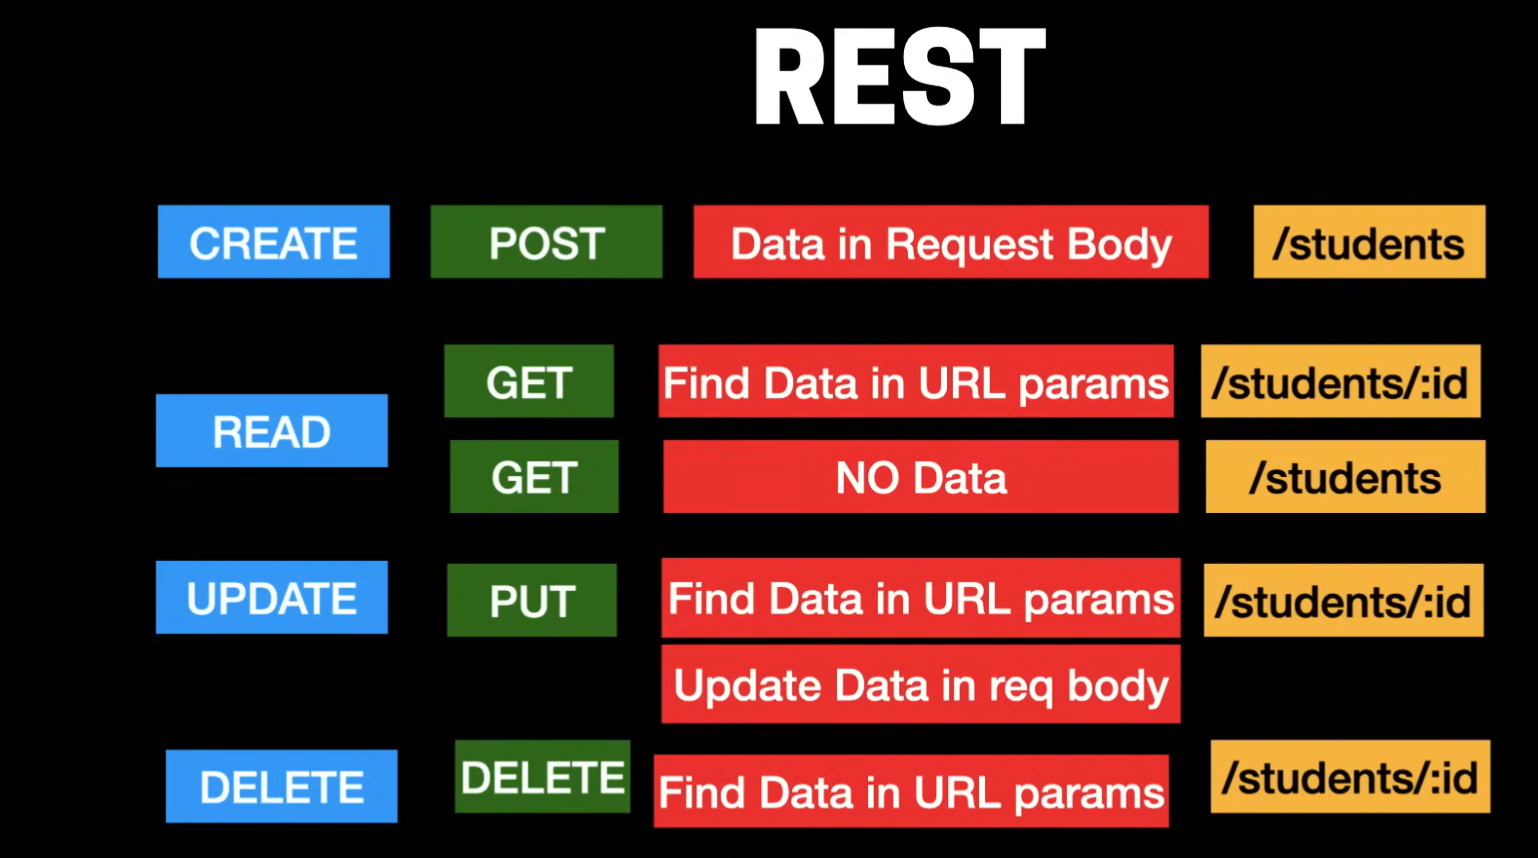 REST
CREATE POST Data in Request Body /students
READ
GET Find Data in URL params /students/:id
GET NO Data /students
UPDATE PUT Find Data in URL params /students/:id
Update Data in req body
DELETE DELETE Find Data in URL params /students/:id